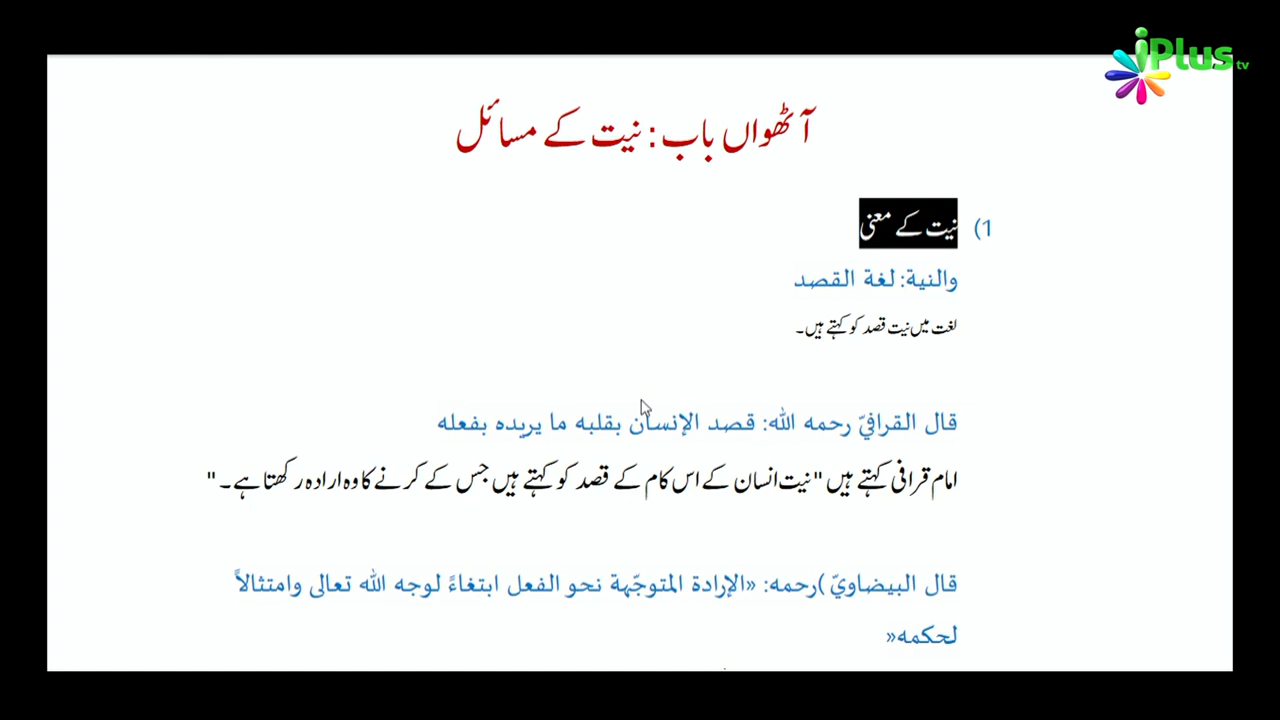 iPlus tv
آٹھواں باب: نیت کے مسائل
1) نیت کے معنی
والنية: لغة القصد
لغت میں نیت قصد کو کہتے ہیں۔
قال القرافيّ رحمه الله: قصد الإنسان بقلبه ما يريده بفعله
امام قرافی کہتے ہیں "نیت انسان کے اس کام کے قصد کو کہتے ہیں جس کے کرنے کا وہ ارادہ رکھتا ہے۔"
قال البيضاويّ )رحمه: «الإرادة المتوجّهة نحو الفعل ابتغاءً لوجه الله تعالى وامتثالاً
لحكمه«